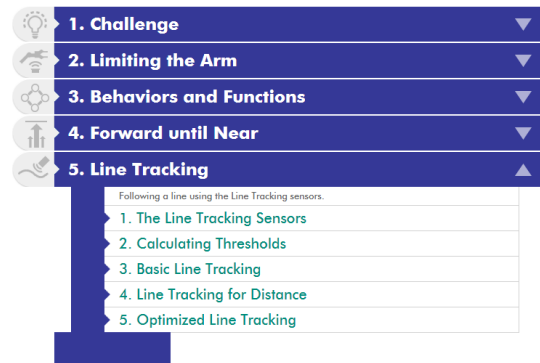 1. Challenge
2. Limiting the Arm
3. Behaviors and Functions
4. Forward until Near
5. Line Tracking
Following a line using the Line Tracking sensors.
1. The Line Tracking Sensors
2. Calculating Thresholds
3. Basic Line Tracking
4. Line Tracking for Distance
5. Optimized Line Tracking